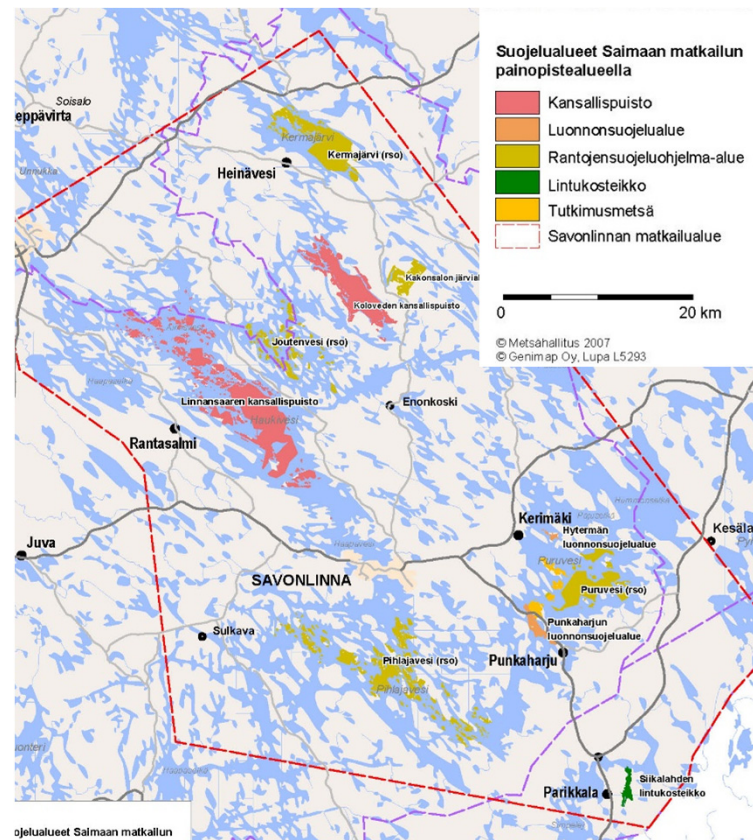 Suojelualueet Saimaan matkailun
painopistealueella
Kansallispuisto
Luonnonsuojelualue
Rantojensuojeluohjelma-alue
Lintukosteikko
Tutkimusmetsä
Savonlinnan matkailualue
0
20 km
© Metsähallitus 2007
© Genimap Oy, Lupa L5293
Soisalo
eppävirta
Unnukka
Kermajärvi
Kermajärvi (rso)
Heinävesi
Kakonsalon järvial
Koloveden kansallispuisto
Joutenvesi (rso)
Linnansaaren kansallispuisto
Haukivesi
Enonkoski
Rantasalmi
Kerimäki
Hytermän
luonnonsuojelualue
Kesäla
Juva
Haapavesi
Puruvesi
SAVONLINNA
Puruvesi (rso)
Punkaharjun
luonnonsuojelualue
Sulkava
Punkaharju
Pihlajavesi (rso)
Pihlajavesi
uonteri
Siikalahden
lintukosteikko
Parikkala
ojelualueet Saimaan matkailun